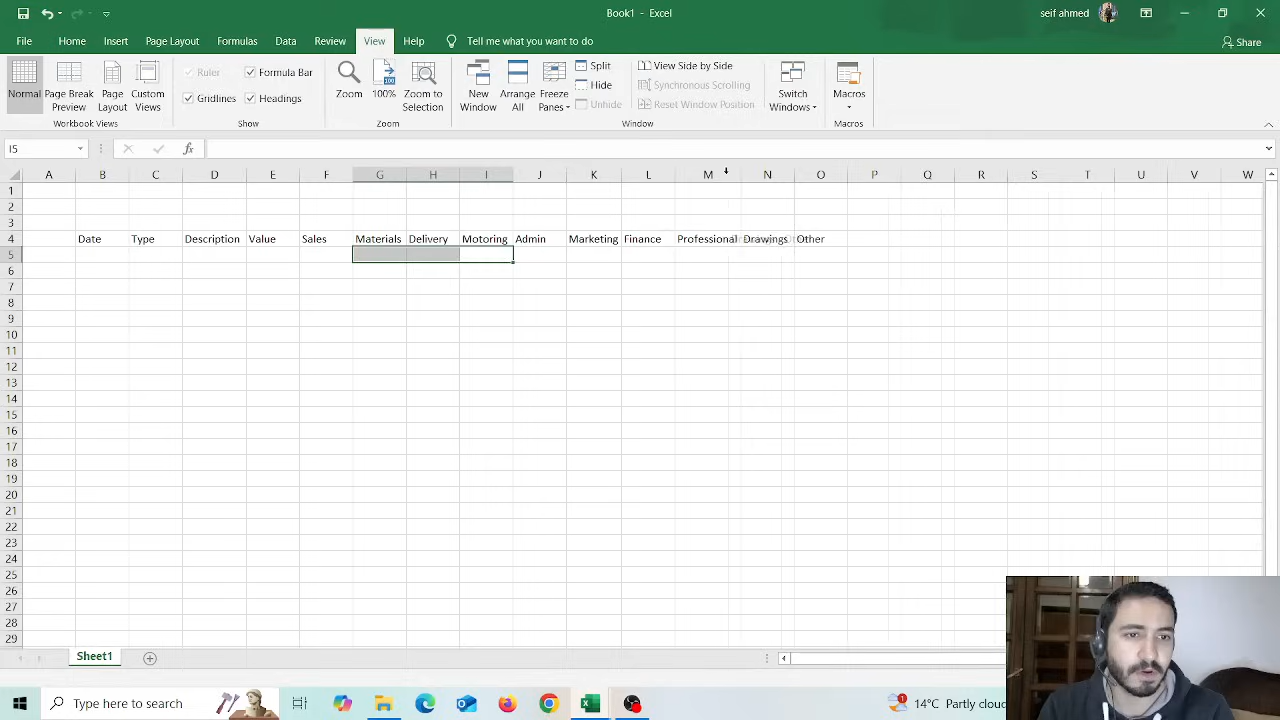 Book1 - Excel
seif ahmed
File Home Insert Page Layout Formulas Data Review View Help Tell me what you want to do Share
Normal Page Break Preview Page Layout Custom Views
Workbook Views
Ruler Formula Bar
Gridlines Headings
Show
Zoom 100% Zoom to Selection
Zoom
New Window Arrange All Freeze Panes
Split
Hide
Unhide
View Side by Side
Synchronous Scrolling
Reset Window Position
Window
Switch Windows
Macros
Macros
I5 fx
A B C D E F G H I J K L M N O P Q R S T U V W
1
2
3
4 Date Type Description Value Sales Materials Delivery Motoring Admin Marketing Finance Professional Drawings Other
5
6
7
8
9
10
11
12
13
14
15
16
17
18
19
20
21
22
23
24
25
26
27
28
29
Sheet1
Type here to search
14°C Partly cloud